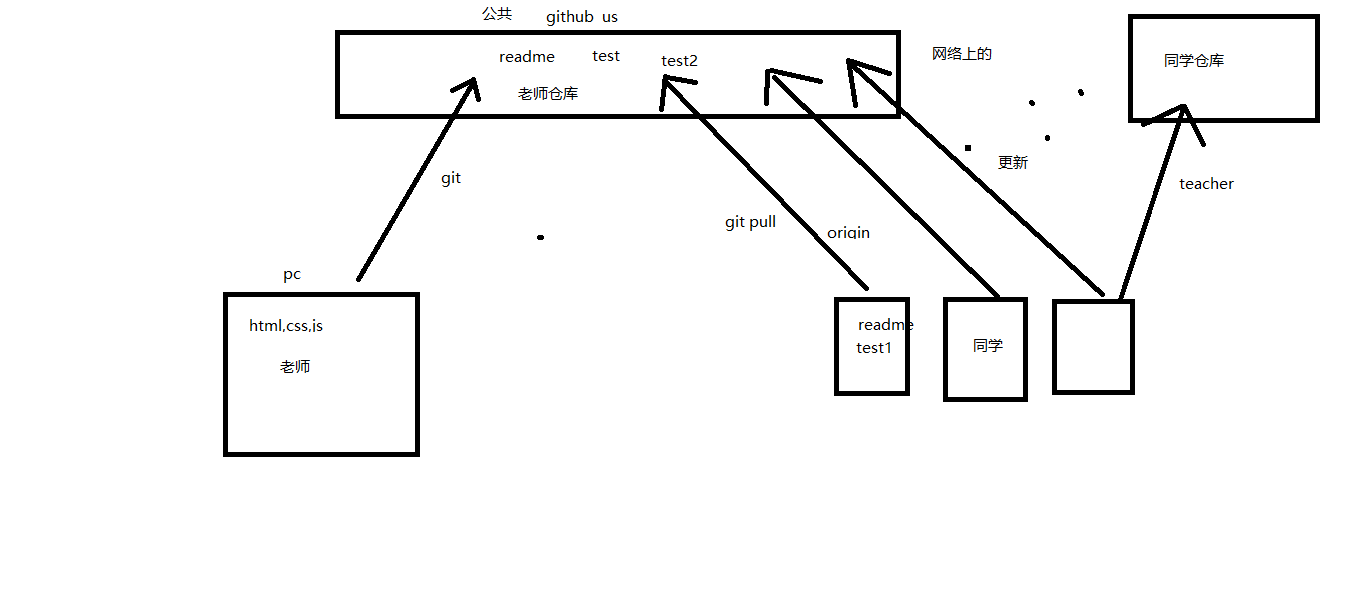 公共 github us
readme test test2
老师仓库
网络上的
同学仓库
更新
git
teacher
git pull
origin
pc
html,css,js
老师
readme
test1
同学